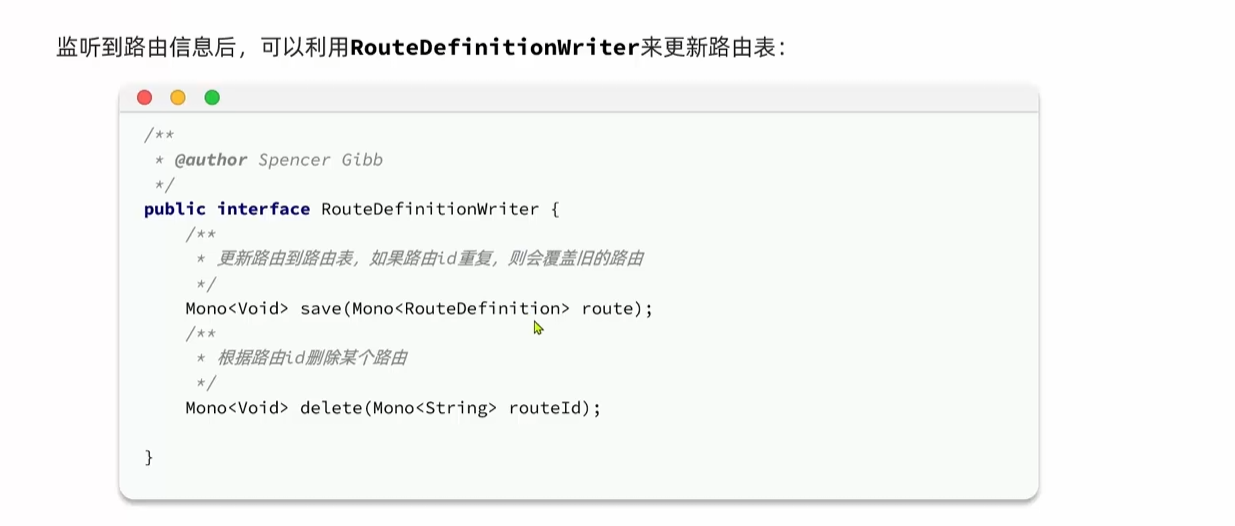 监听到路由信息后，可以利用RouteDefinitionWriter来更新路由表：
/**
 * @author Spencer Gibb
 */
public interface RouteDefinitionWriter {
    /**
     * 更新路由到路由表，如果路由id重复，则会覆盖旧的路由
     */
    Mono<Void> save(Mono<RouteDefinition> route);
    /**
     * 根据路由id删除某个路由
     */
    Mono<Void> delete(Mono<String> routeId);
}